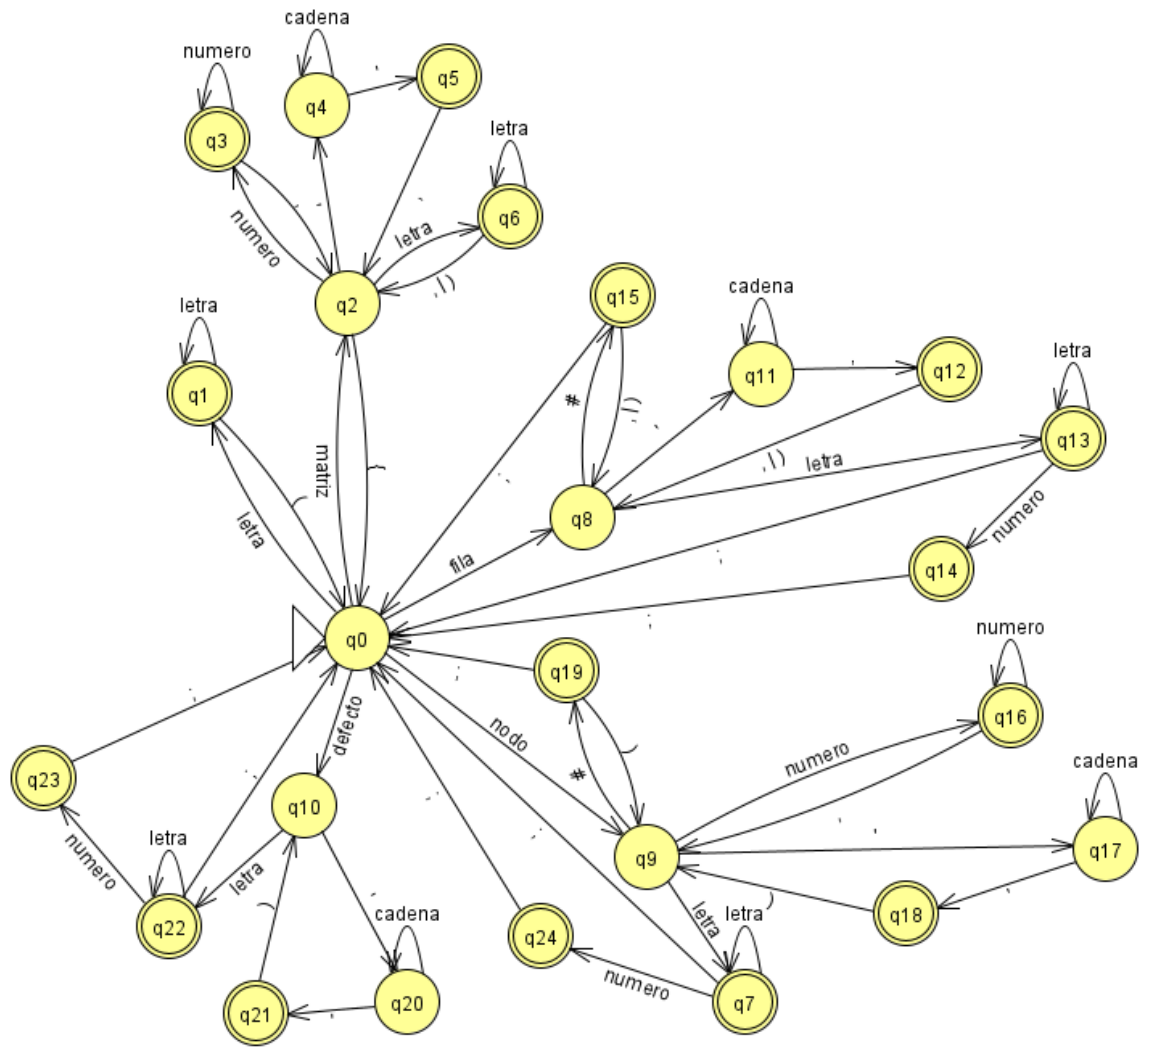 cadena
numero
q4
'
q5
q3
letra
q6
numero
letra
, | )
q2
letra
q15
cadena
q11
'
q12
letra
q1
matriz
(
#
q13
, | )
letra
q8
numero
letra
(
fila
;
q14
;
q0
;
q19
numero
q16
;
defecto
nodo
)
numero
cadena
q23
;
q10
;
#
;
q9
'
q17
letra
numero
letra
letra
letra
)
'
q18
q22
)
'
cadena
q24
numero
q7
q21
'
q20